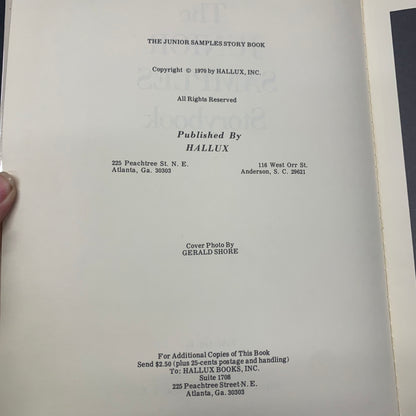 THE JUNIOR SAMPLES STORY BOOK
Copyright © 1970 by HALLUX, INC.
All Rights Reserved
Published By
HALLUX
225 Peachtree St. N. E.
Atlanta, Ga. 30303
116 West Orr St.
Anderson, S. C. 29621
Cover Photo By
GERALD SHORE
For Additional Copies of This Book
Send $2.50 (plus 25-cents postage and handling)
To: HALLUX BOOKS, INC.
Suite 1708
225 Peachtree Street N. E.
Atlanta, Ga. 30303